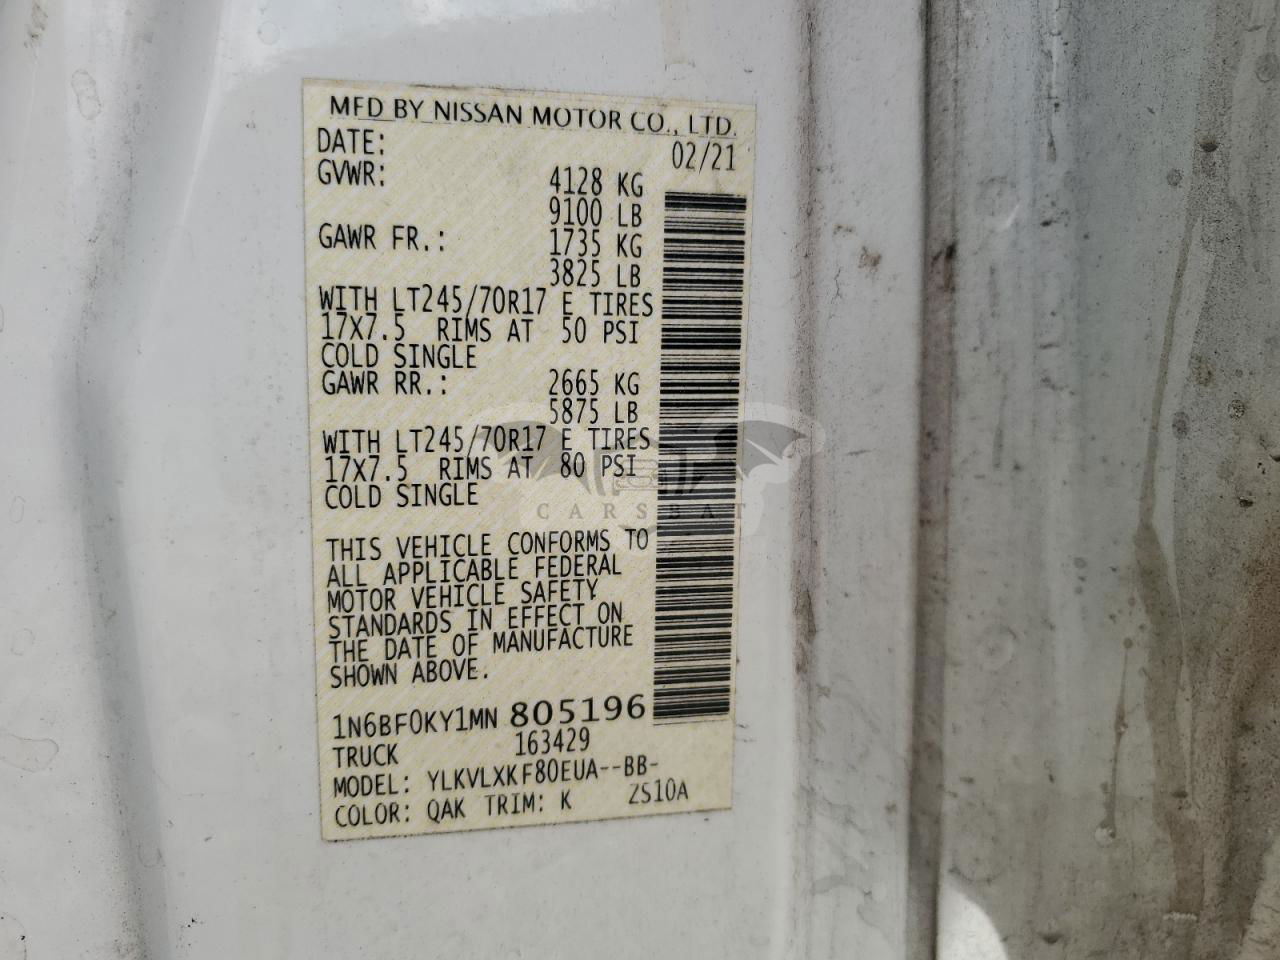 MFD BY NISSAN MOTOR CO., LTD.
DATE: 02/21
GVWR: 4128 KG
9100 LB
GAWR FR.: 1735 KG
3825 LB
WITH LT245/70R17 E TIRES
17X7.5 RIMS AT 50 PSI
COLD SINGLE
GAWR RR.: 2665 KG
5875 LB
WITH LT245/70R17 E TIRES
17X7.5 RIMS AT 80 PSI
COLD SINGLE
CARSBAT
THIS VEHICLE CONFORMS TO
ALL APPLICABLE FEDERAL
MOTOR VEHICLE SAFETY
STANDARDS IN EFFECT ON
THE DATE OF MANUFACTURE
SHOWN ABOVE.
1N6BF0KY1MN 805196
TRUCK 163429
MODEL: YLKVLXKF80EUA--BB-
COLOR: QAK TRIM: K ZS10A